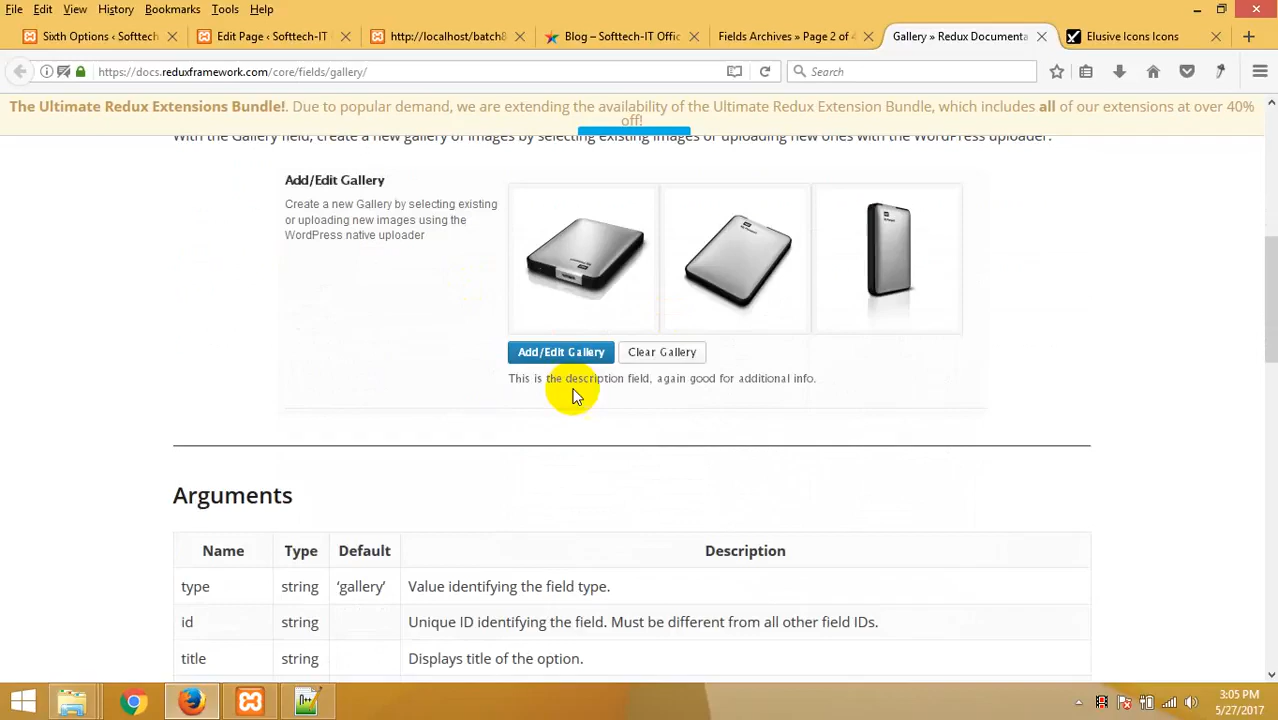 File Edit View History Bookmarks Tools Help
Sixth Options ‹ Softtech Edit Page ‹ Softtech-IT http://localhost/batch8 Blog – Softtech-IT Offic Fields Archives » Page 2 of 4 Gallery » Redux Documenta Elusive Icons Icons
https://docs.reduxframework.com/core/fields/gallery/ Search
The Ultimate Redux Extensions Bundle!. Due to popular demand, we are extending the availability of the Ultimate Redux Extension Bundle, which includes all of our extensions at over 40%
off!
With the Gallery field, create a new gallery of images by selecting existing images or uploading new ones with the WordPress uploader.
Add/Edit Gallery
Create a new Gallery by selecting existing
or uploading new images using the
WordPress native uploader
Add/Edit Gallery Clear Gallery
This is the description field, again good for additional info.
Arguments
Name Type Default Description
type string ‘gallery’ Value identifying the field type.
id string Unique ID identifying the field. Must be different from all other field IDs.
title string Displays title of the option.
3:05 PM
5/27/2017